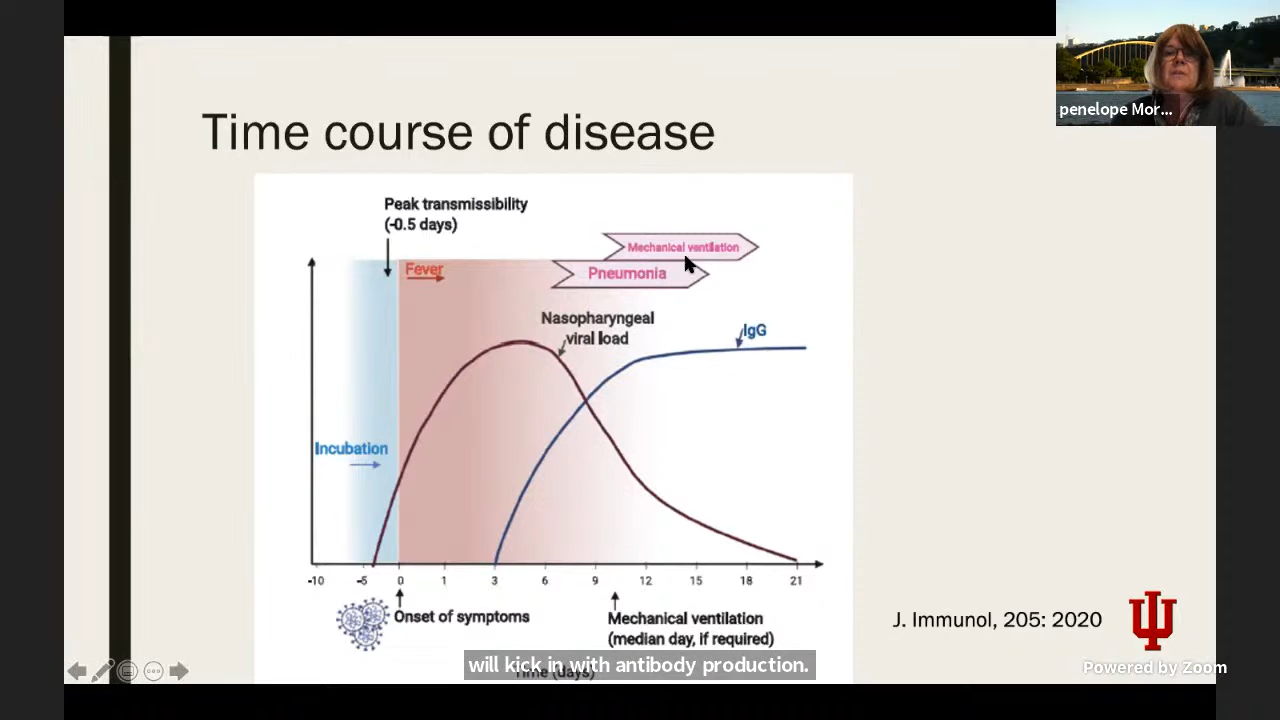 penelope Mor...
Time course of disease
Peak transmissibility
(-0.5 days)
Mechanical ventilation
Fever
Pneumonia
Nasopharyngeal
viral load
IgG
Incubation
-10 -5 0 1 3 6 9 12 15 18 21
Onset of symptoms
Mechanical ventilation
(median day, if required)
J. Immunol, 205: 2020
will kick in with antibody production.
Time (days)
Powered by Zoom